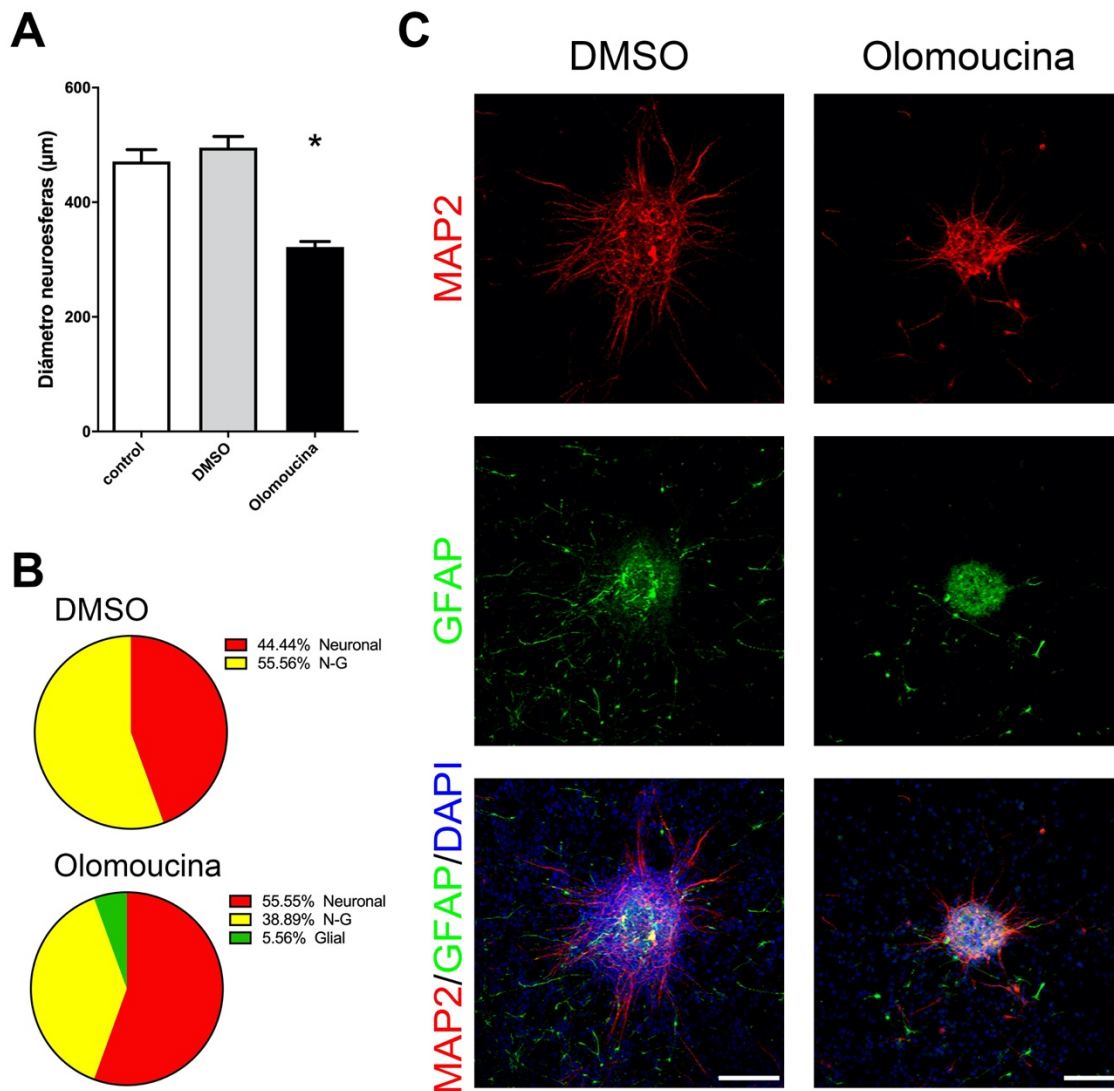 A
Diámetro neuroesferas (µm)
600
400
200
0
control
DMSO
Olomoucina
*
B
DMSO
44.44% Neuronal
55.56% N-G
Olomoucina
55.55% Neuronal
38.89% N-G
5.56% Glial
C
DMSO
Olomoucina
MAP2
GFAP
MAP2/GFAP/DAPI